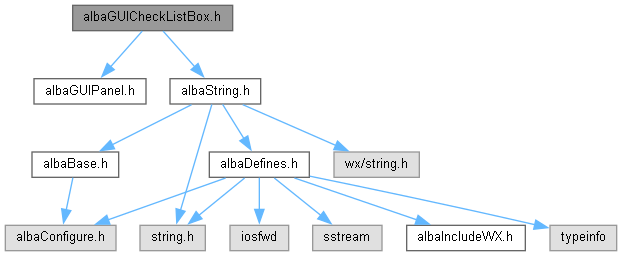 albaGUICheckListBox.h
albaGUIPanel.h
albaString.h
albaBase.h
albaDefines.h
wx/string.h
albaConfigure.h
string.h
iosfwd
sstream
albaIncludeWX.h
typeinfo